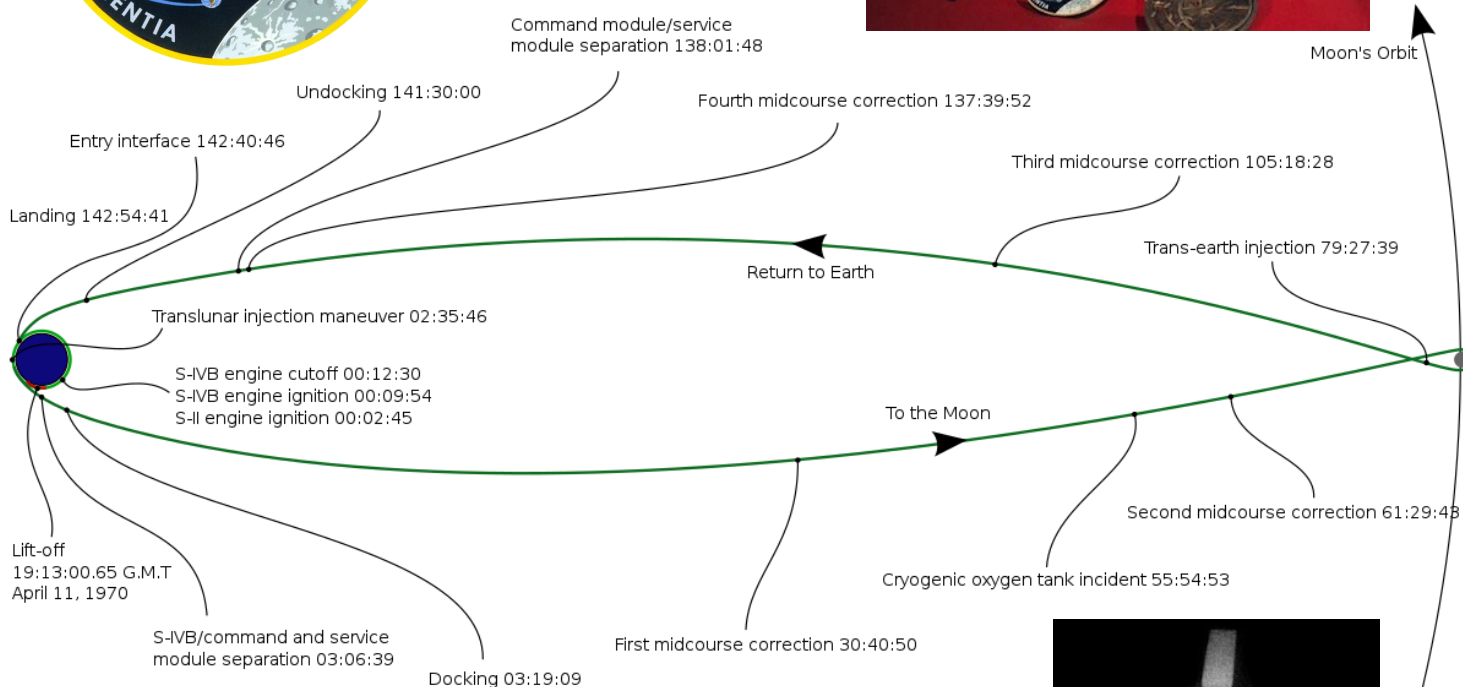 ENTIA
Command module/service
module separation 138:01:48
Moon's Orbit
Undocking 141:30:00
Fourth midcourse correction 137:39:52
Entry interface 142:40:46
Third midcourse correction 105:18:28
Landing 142:54:41
Trans-earth injection 79:27:39
Return to Earth
Translunar injection maneuver 02:35:46
S-IVB engine cutoff 00:12:30
S-IVB engine ignition 00:09:54
S-II engine ignition 00:02:45
To the Moon
Second midcourse correction 61:29:43
Lift-off
19:13:00.65 G.M.T
April 11, 1970
Cryogenic oxygen tank incident 55:54:53
S-IVB/command and service
module separation 03:06:39
First midcourse correction 30:40:50
Docking 03:19:09